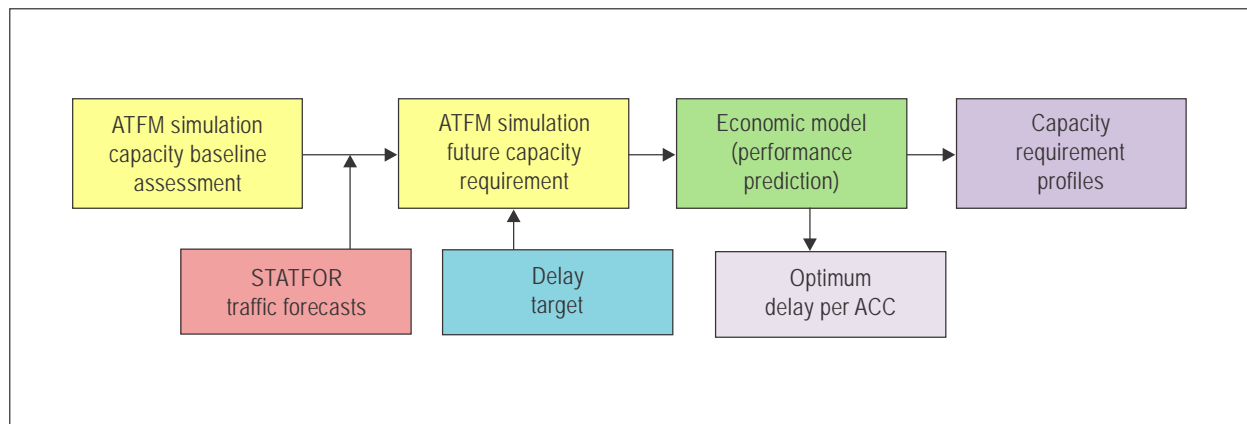 ATFM simulation
capacity baseline
assessment
ATFM simulation
future capacity
requirement
Economic model
(performance
prediction)
Capacity
requirement
profiles
STATFOR
traffic forecasts
Delay
target
Optimum
delay per ACC